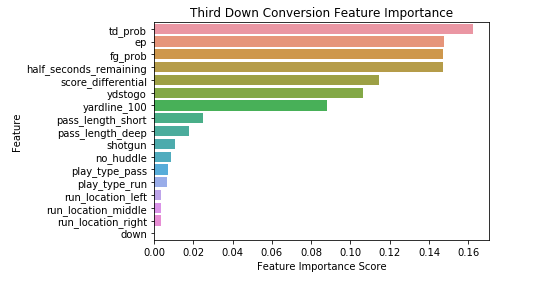 Third Down Conversion Feature Importance
Feature
td_prob
ep
fg_prob
half_seconds_remaining
score_differential
ydstogo
yardline_100
pass_length_short
pass_length_deep
shotgun
no_huddle
play_type_pass
play_type_run
run_location_left
run_location_middle
run_location_right
down
0.00 0.02 0.04 0.06 0.08 0.10 0.12 0.14 0.16
Feature Importance Score